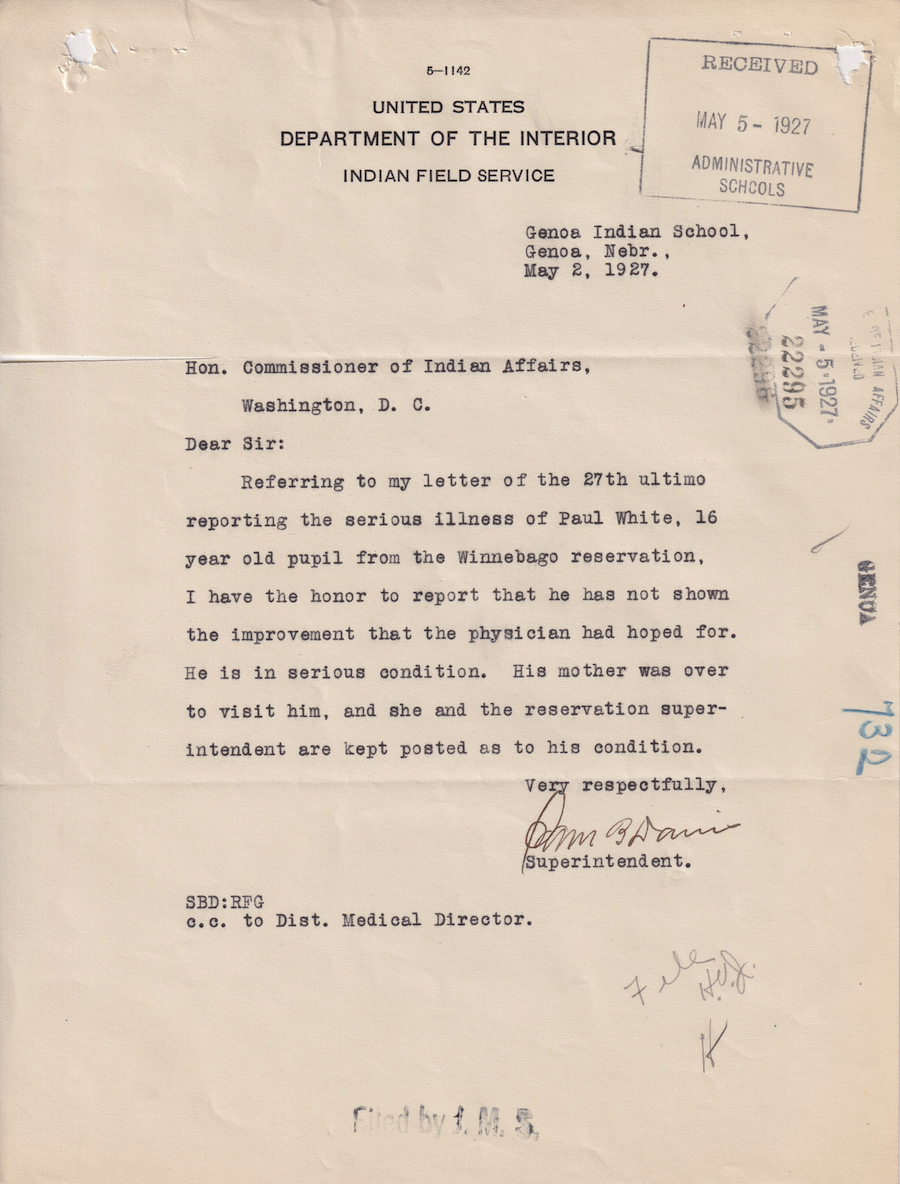 5—1142
UNITED STATES
DEPARTMENT OF THE INTERIOR
INDIAN FIELD SERVICE
RECEIVED
MAY 5 - 1927
ADMINISTRATIVE
SCHOOLS
Genoa Indian School,
Genoa, Nebr.,
May 2, 1927.
MAY - 5 1927
22295
AFFAIRS
Hon. Commissioner of Indian Affairs,
Washington, D. C.
Dear Sir:
Referring to my letter of the 27th ultimo
reporting the serious illness of Paul White, 16
year old pupil from the Winnebago reservation,
I have the honor to report that he has not shown
the improvement that the physician had hoped for.
He is in serious condition. His mother was over
to visit him, and she and the reservation super-
intendent are kept posted as to his condition.
GENOA
732
Very respectfully,
Sam B Davis
Superintendent.
SBD:RFG
c.c. to Dist. Medical Director.
File
K
Filed by J. M. S.